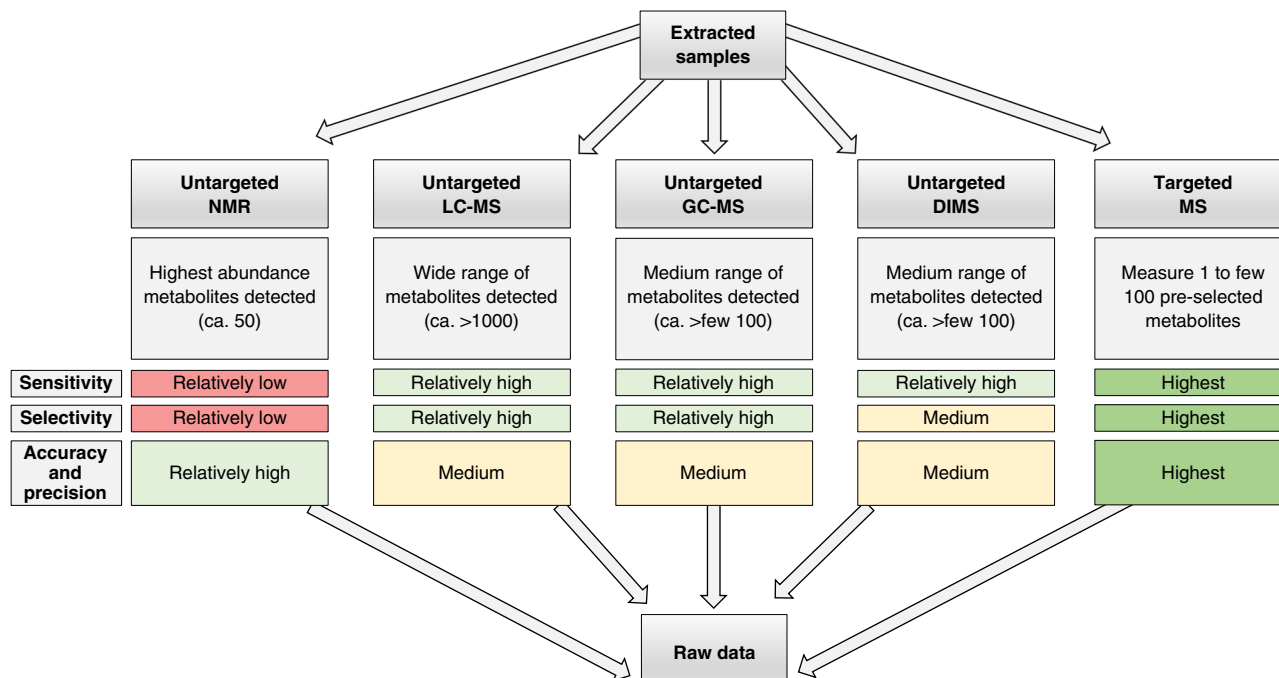 Extracted
samples
Untargeted
NMR
Untargeted
LC-MS
Untargeted
GC-MS
Untargeted
DIMS
Targeted
MS
Highest abundance
metabolites detected
(ca. 50)
Wide range of
metabolites detected
(ca. >1000)
Medium range of
metabolites detected
(ca. >few 100)
Medium range of
metabolites detected
(ca. >few 100)
Measure 1 to few
100 pre-selected
metabolites
Sensitivity
Relatively low
Relatively high
Relatively high
Relatively high
Highest
Selectivity
Relatively low
Relatively high
Relatively high
Medium
Highest
Accuracy
and
precision
Relatively high
Medium
Medium
Medium
Highest
Raw data